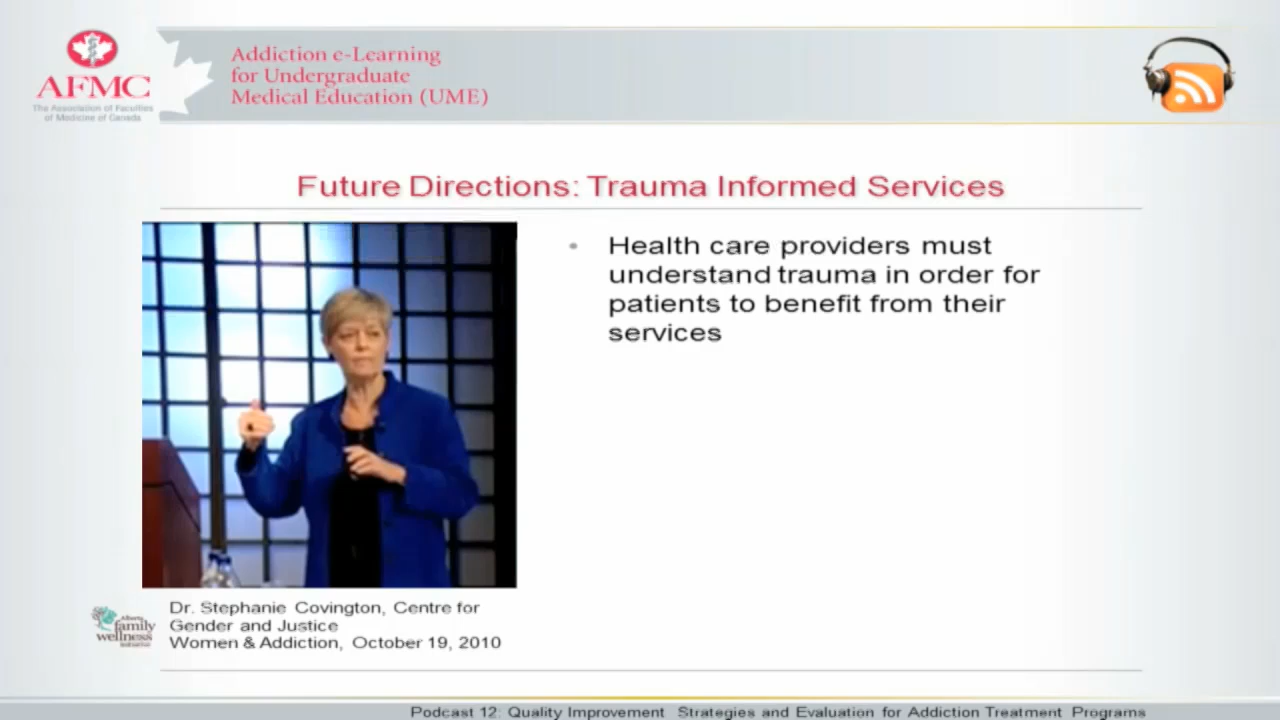 AFMC
The Association of Faculties
of Medicine of Canada
Addiction e-Learning
for Undergraduate
Medical Education (UME)
Future Directions: Trauma Informed Services
• Health care providers must
understand trauma in order for
patients to benefit from their
services
Alberta
family
wellness
initiative
Dr. Stephanie Covington, Centre for
Gender and Justice
Women & Addiction, October 19, 2010
Podcast 12: Quality Improvement Strategies and Evaluation for Addiction Treatment Programs